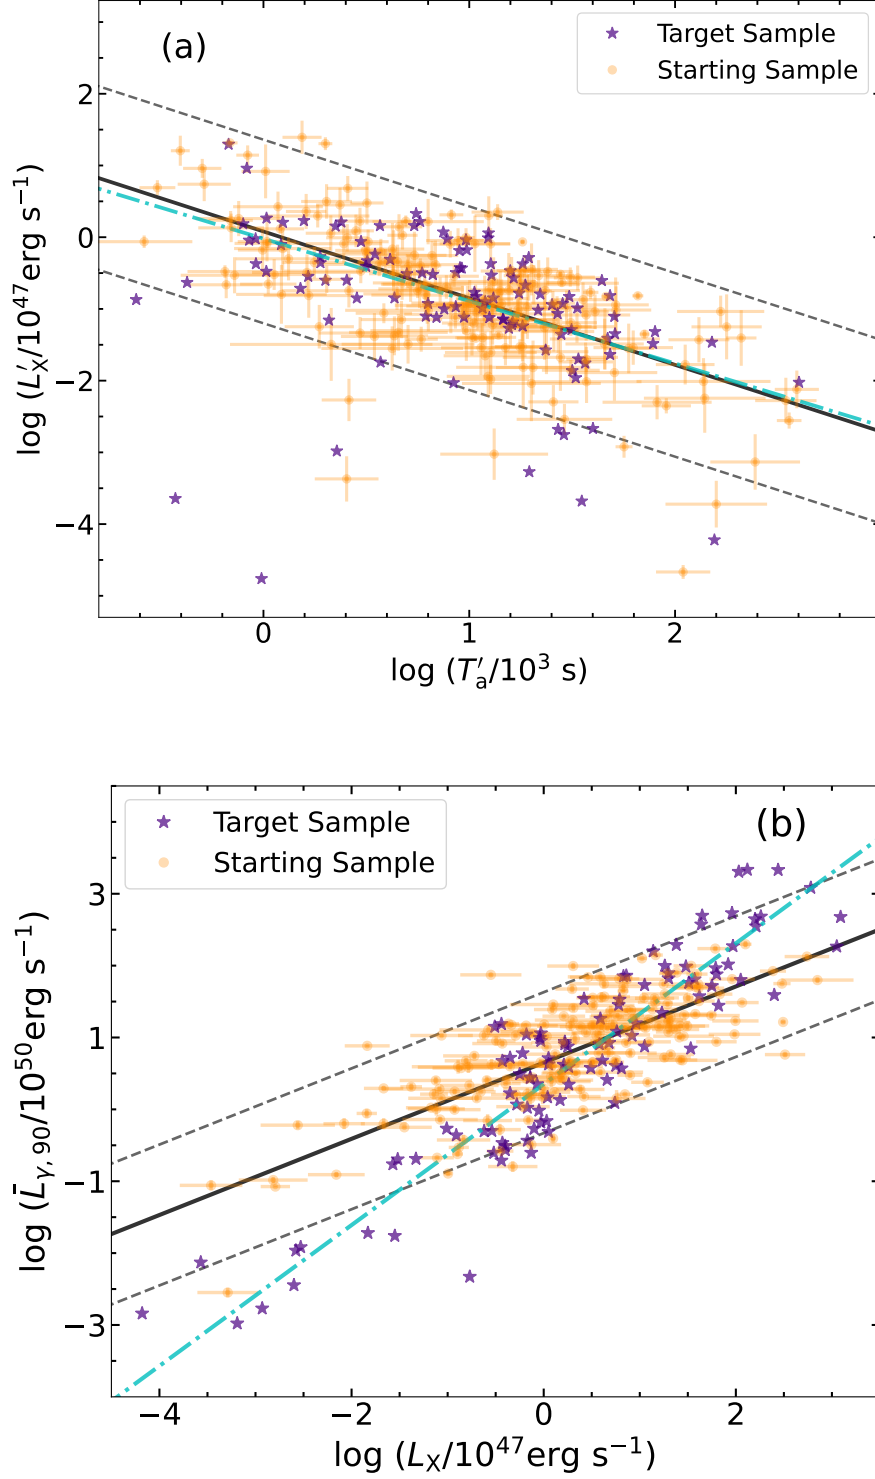 (a)
Target Sample
Starting Sample
2
0
−2
−4
log (L′X/10^47 erg s^−1)
0 1 2
log (T′a/10^3 s)
Target Sample
Starting Sample
(b)
3
1
−1
−3
log (L̄γ, 90/10^50 erg s^−1)
−4 −2 0 2
log (LX/10^47 erg s^−1)